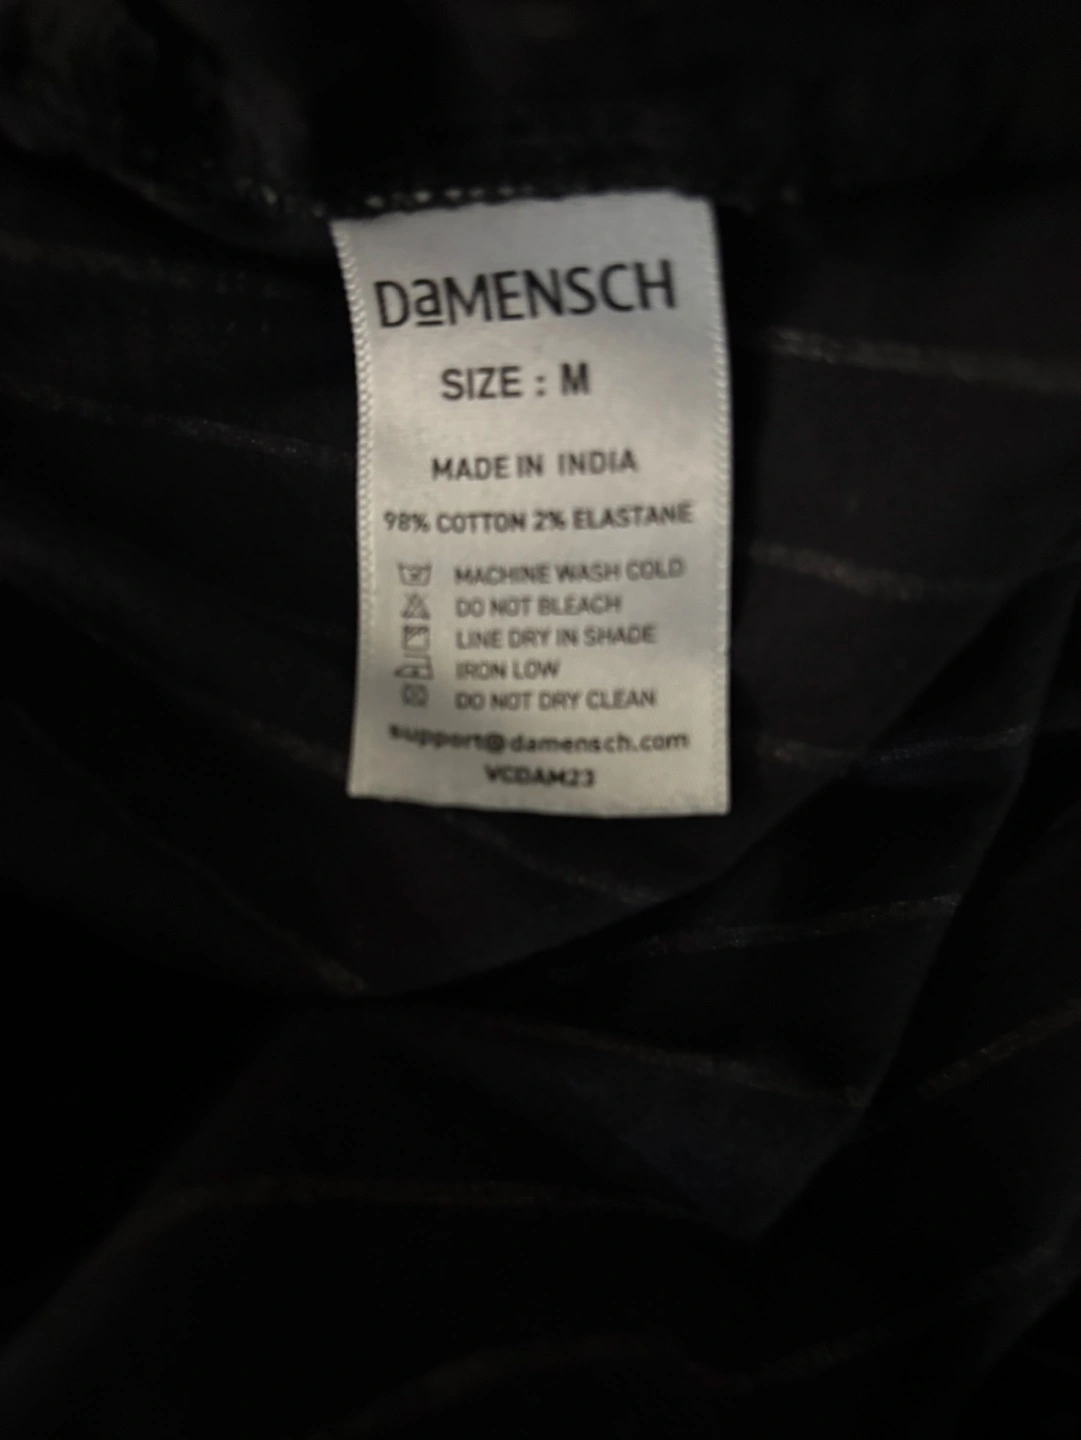 DaMENSCH
SIZE : M
MADE IN INDIA
98% COTTON 2% ELASTANE
MACHINE WASH COLD
DO NOT BLEACH
LINE DRY IN SHADE
IRON LOW
DO NOT DRY CLEAN
support@damensch.com
VCDAM23